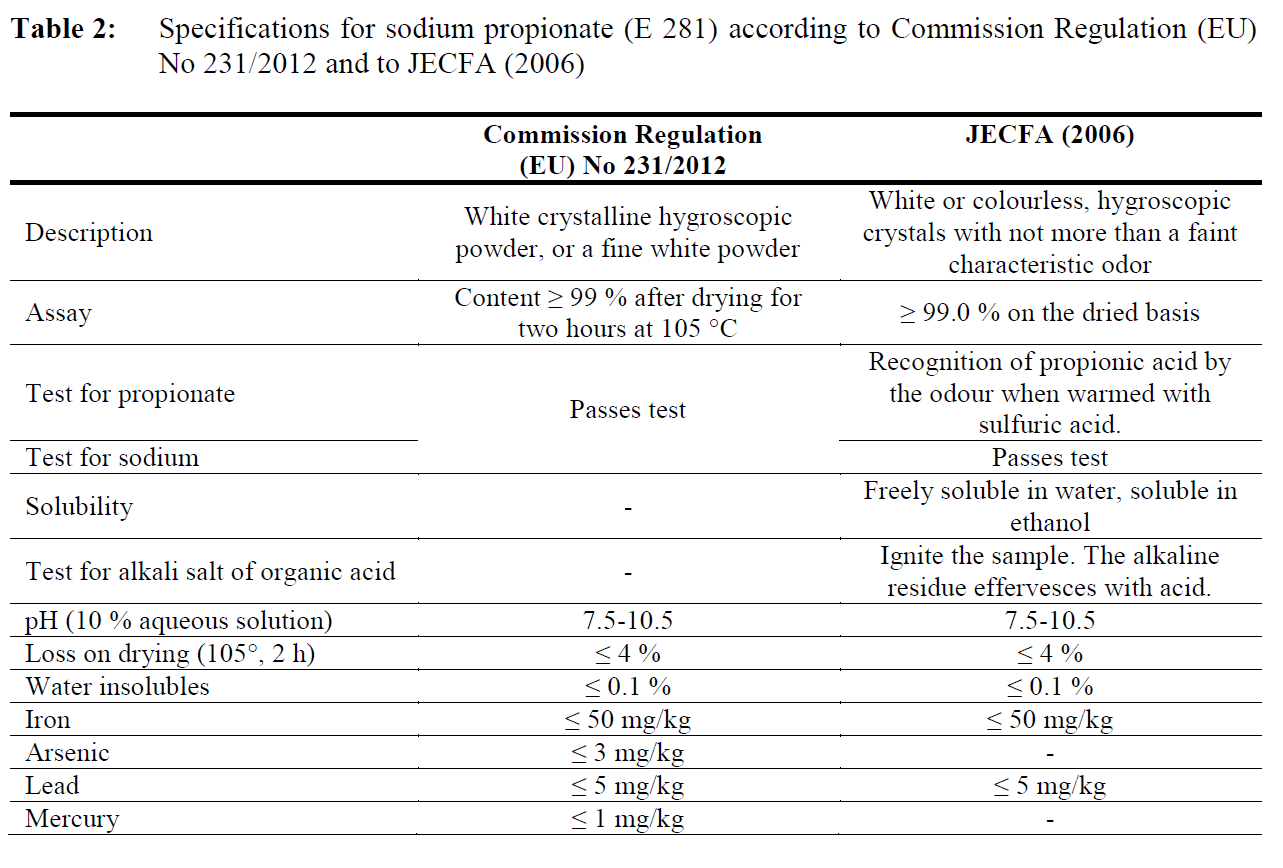 Table 2: Specifications for sodium propionate (E 281) according to Commission Regulation (EU)
No 231/2012 and to JECFA (2006)
Commission Regulation
(EU) No 231/2012
JECFA (2006)
Description
White crystalline hygroscopic
powder, or a fine white powder
White or colourless, hygroscopic
crystals with not more than a faint
characteristic odor
Assay
Content ≥ 99 % after drying for
two hours at 105 °C
≥ 99.0 % on the dried basis
Test for propionate
Passes test
Recognition of propionic acid by
the odour when warmed with
sulfuric acid.
Test for sodium
Passes test
Solubility
-
Freely soluble in water, soluble in
ethanol
Test for alkali salt of organic acid
-
Ignite the sample. The alkaline
residue effervesces with acid.
pH (10 % aqueous solution) 7.5-10.5 7.5-10.5
Loss on drying (105°, 2 h) ≤ 4 % ≤ 4 %
Water insolubles ≤ 0.1 % ≤ 0.1 %
Iron ≤ 50 mg/kg ≤ 50 mg/kg
Arsenic ≤ 3 mg/kg -
Lead ≤ 5 mg/kg ≤ 5 mg/kg
Mercury ≤ 1 mg/kg -